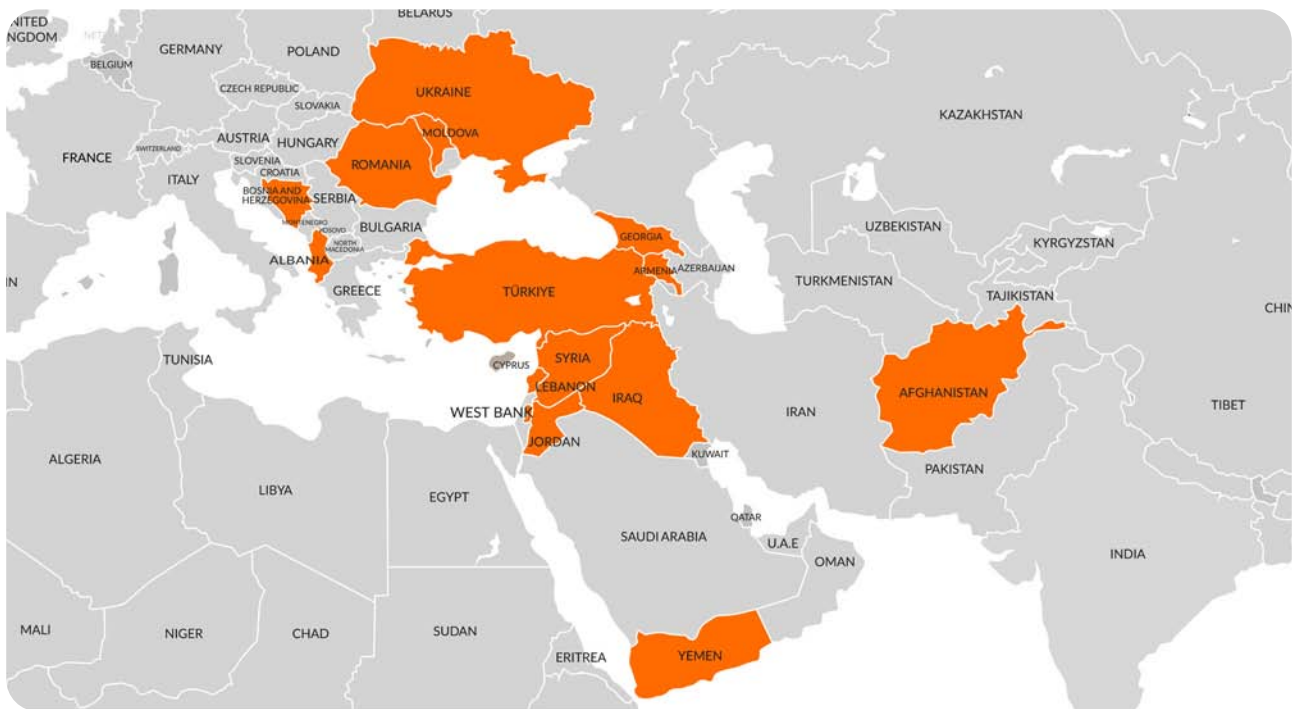 BELARUS
UNITED
KINGDOM
NET
GERMANY
POLAND
BELGIUM
CZECH REPUBLIC
UKRAINE
SLOVAKIA
KAZAKHSTAN
MOLDOVA
AUSTRIA
HUNGARY
SWITZERLAND
FRANCE
SLOVENIA
ROMANIA
CROATIA
ITALY
BOSNIA AND
HERZEGOVINA
SERBIA
MONTENEGRO
KOSOVO
BULGARIA
UZBEKISTAN
GEORGIA
NORTH
MACEDONIA
KYRGYZSTAN
ALBANIA
ARMENIA
AZERBAIJAN
IN
TURKMENISTAN
GREECE
TÜRKIYE
TAJIKISTAN
CHIN
TUNISIA
CYPRUS
SYRIA
LEBANON
AFGHANISTAN
IRAQ
WEST BANK
IRAN
TIBET
JORDAN
KUWAIT
ALGERIA
PAKISTAN
LIBYA
EGYPT
QATAR
SAUDI ARABIA
U.A.E
INDIA
OMAN
MALI
NIGER
CHAD
SUDAN
ERITREA
YEMEN